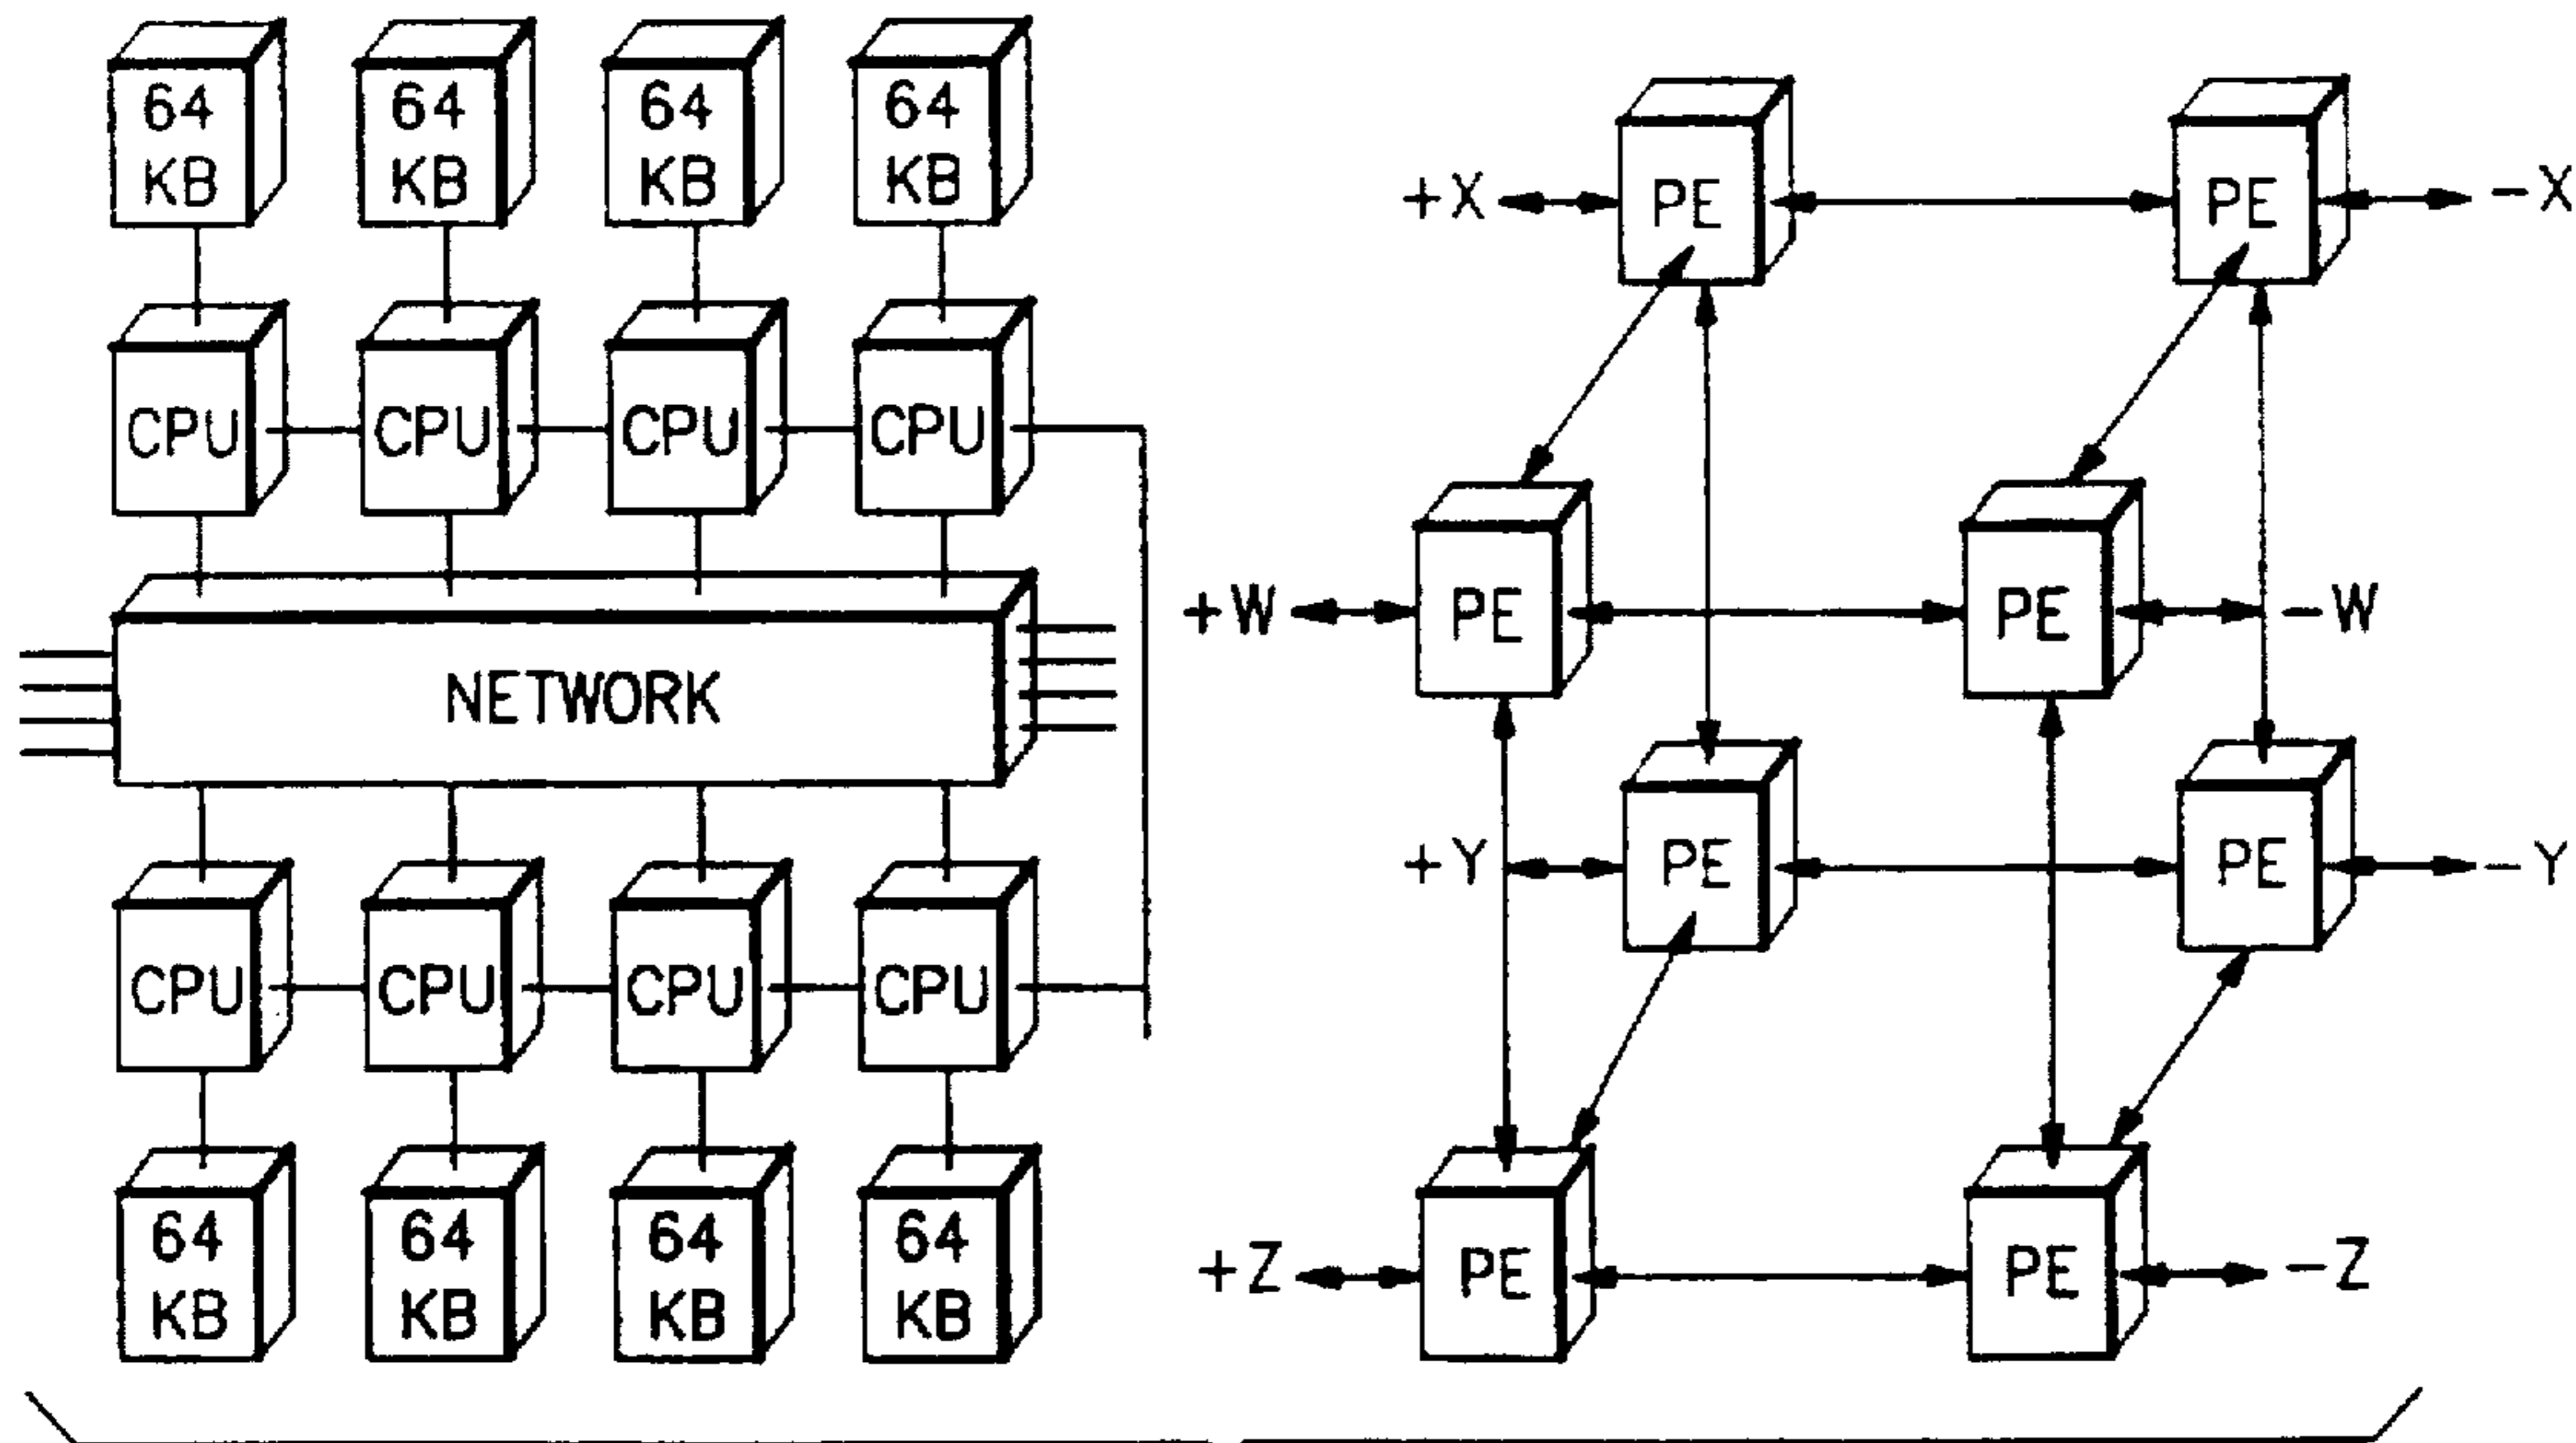 64 64 64 64
KB KB KB KB
CPU CPU CPU CPU
NETWORK
CPU CPU CPU CPU
64 64 64 64
KB KB KB KB
+X PE PE -X
+W PE PE -W
+Y PE PE -Y
+Z PE PE -Z